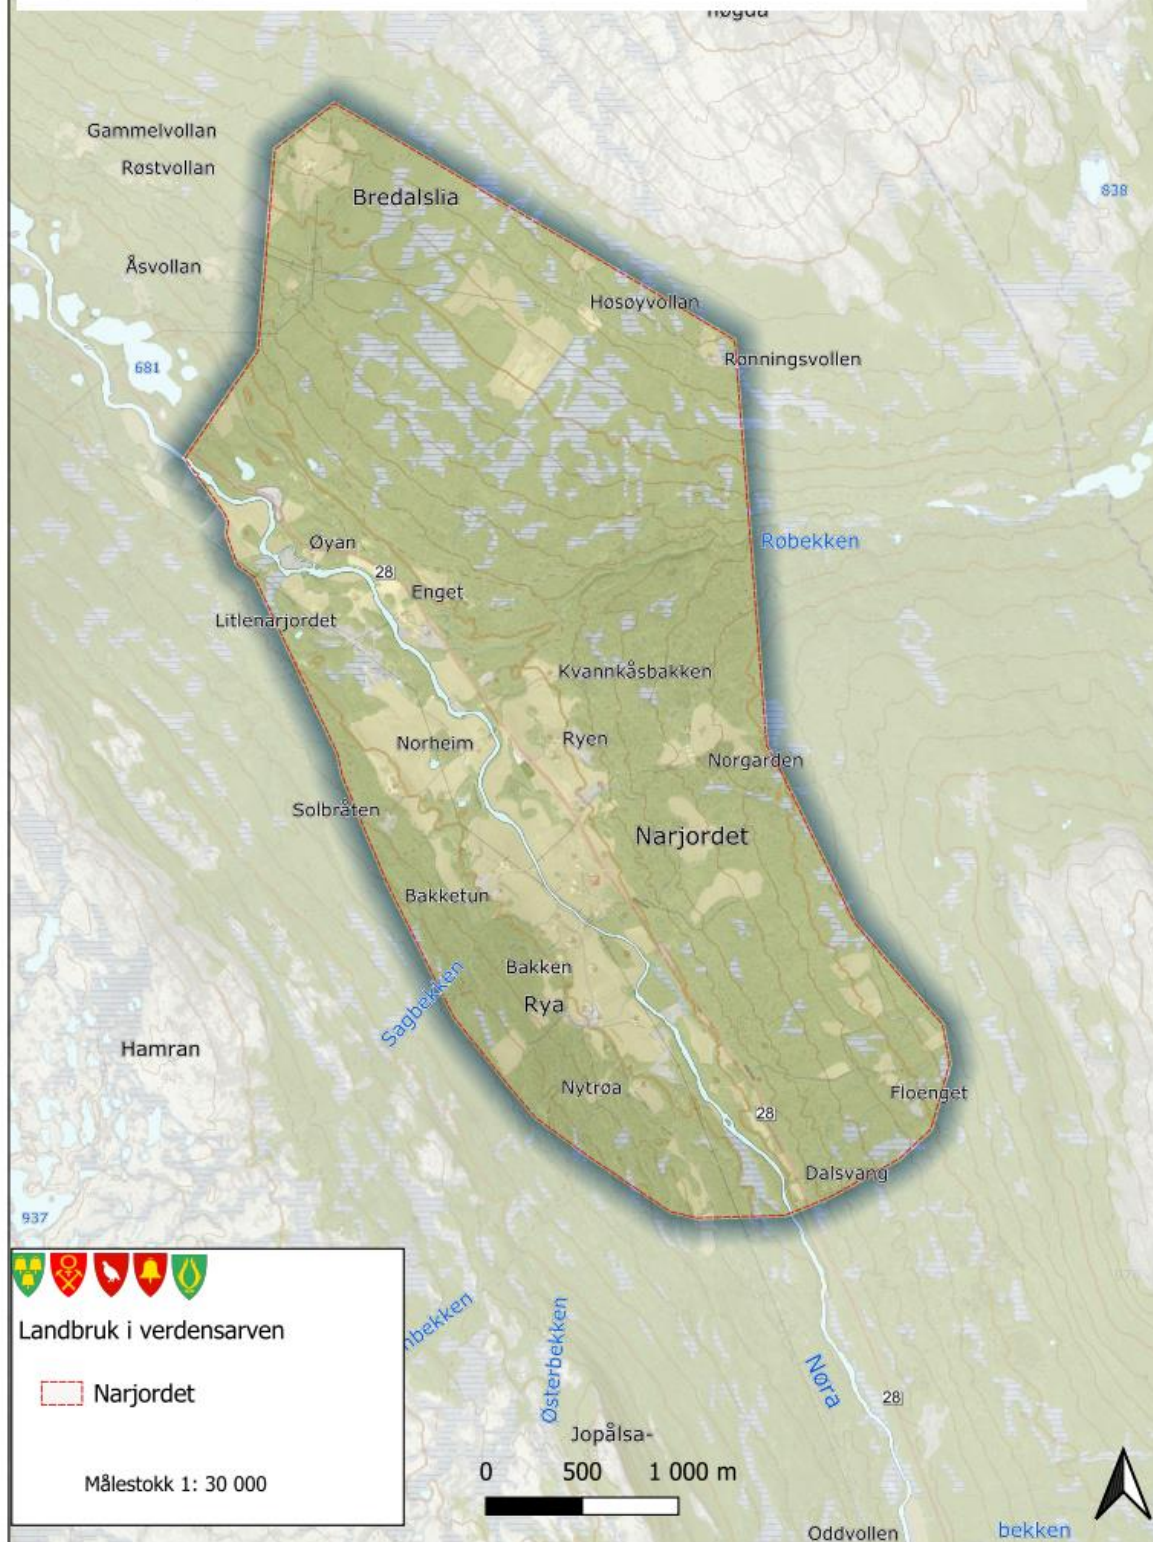 Gammelvollan
Røstvollan
Bredalslia
838
Åsvollan
Høsøyvollan
681
Rønningsvollen
Røbekken
Øyan
28
Enget
Litlenarjordet
Kvannkåsbakken
Norheim
Ryen
Norgarden
Solbråten
Narjordet
Bakketun
Bakken
Sagbekken
Rya
Hamran
Nytrøa
Floenget
28
Dalsvang
937
Landbruk i verdensarven
Narjordet
Målestokk 1: 30 000
Østerbekken
Nøra
28
Jopålsa-
0 500 1 000 m
Oddvollen
bekken